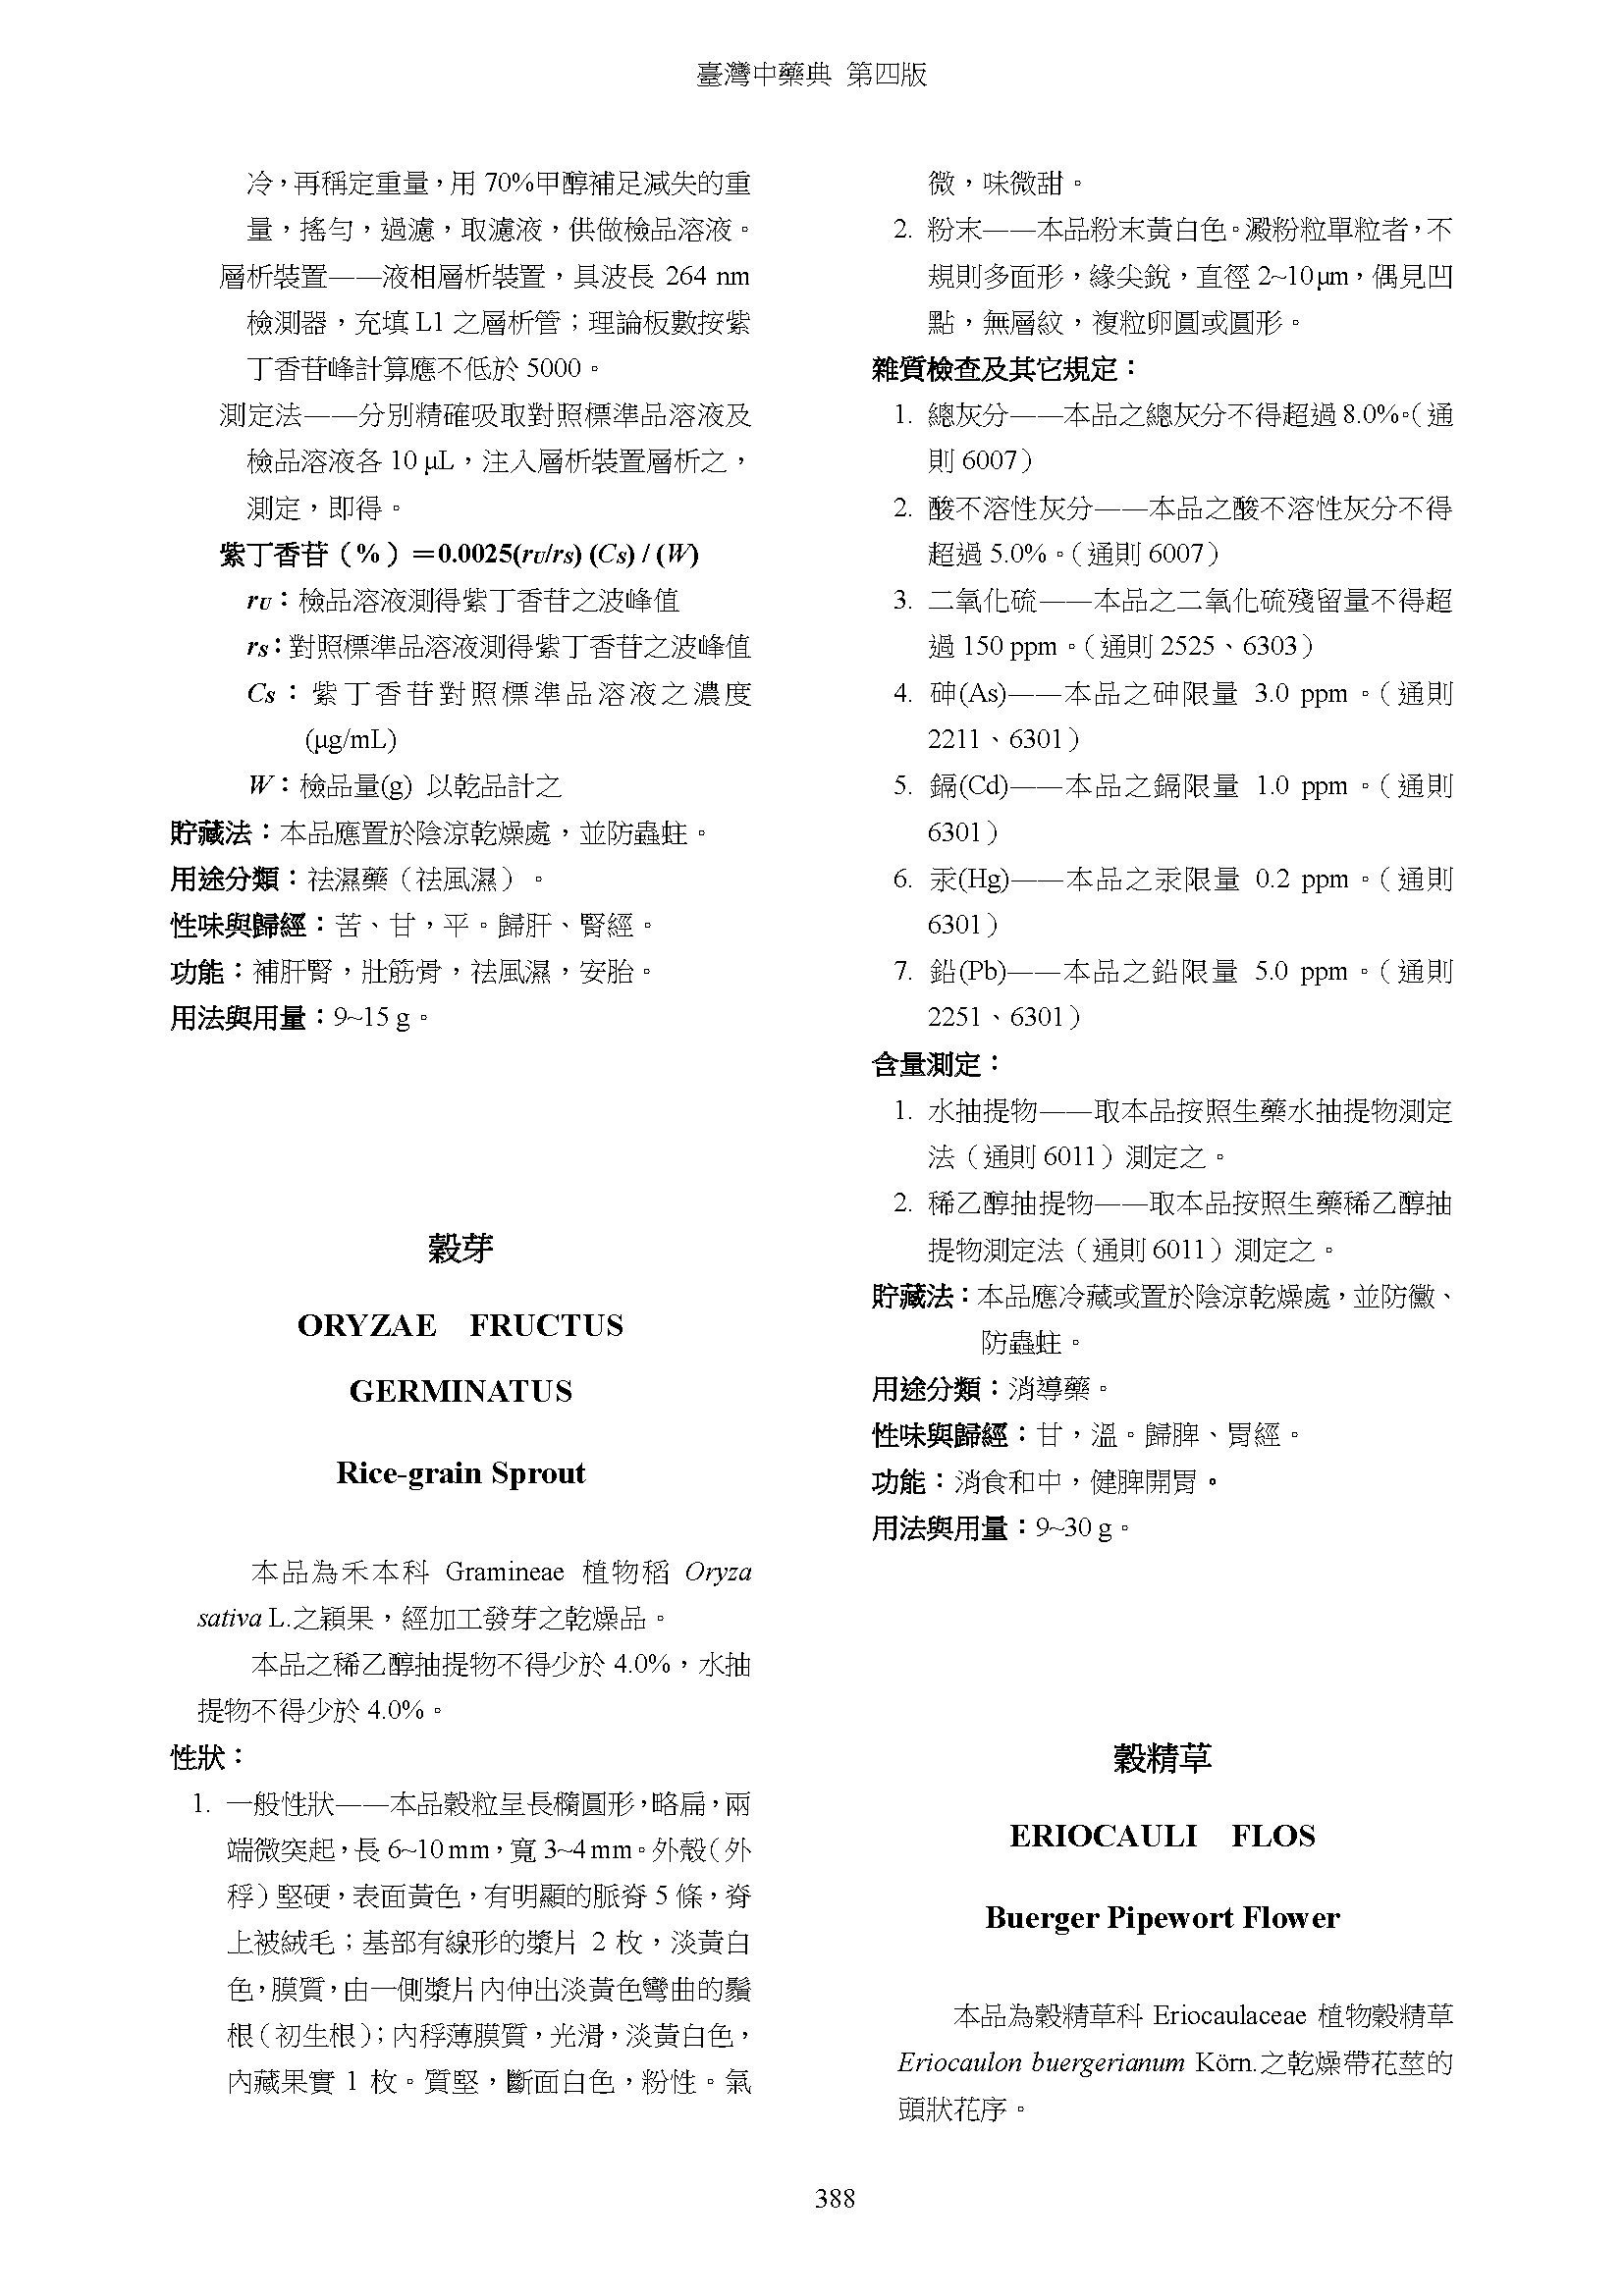 臺灣中藥典 第四版
冷，再稱定重量，用 70%甲醇補足減失的重
量，搖勻，過濾，取濾液，供做檢品溶液。
層析裝置——液相層析裝置，具波長 264 nm
檢測器，充填 L1 之層析管；理論板數按紫
丁香苷峰計算應不低於 5000。
測定法——分別精確吸取對照標準品溶液及
檢品溶液各 10 μL，注入層析裝置層析之，
測定，即得。
紫丁香苷（%）＝0.0025(rU/rS) (CS) / (W)
rU：檢品溶液測得紫丁香苷之波峰值
rS：對照標準品溶液測得紫丁香苷之波峰值
CS：紫丁香苷對照標準品溶液之濃度
(μg/mL)
W：檢品量(g) 以乾品計之
貯藏法：本品應置於陰涼乾燥處，並防蟲蛀。
用途分類：祛濕藥（祛風濕）。
性味與歸經：苦、甘，平。歸肝、腎經。
功能：補肝腎，壯筋骨，祛風濕，安胎。
用法與用量：9~15 g。
穀芽
ORYZAE FRUCTUS
GERMINATUS
Rice-grain Sprout
本品為禾本科 Gramineae 植物稻 Oryza
sativa L.之穎果，經加工發芽之乾燥品。
本品之稀乙醇抽提物不得少於 4.0%，水抽
提物不得少於 4.0%。
性狀：
1. 一般性狀——本品穀粒呈長橢圓形，略扁，兩
端微突起，長 6~10 mm，寬 3~4 mm。外殼（外
稃）堅硬，表面黃色，有明顯的脈脊 5 條，脊
上被絨毛；基部有線形的漿片 2 枚，淡黃白
色，膜質，由一側漿片內伸出淡黃色彎曲的鬚
根（初生根）；內稃薄膜質，光滑，淡黃白色，
內藏果實 1 枚。質堅，斷面白色，粉性。氣
微，味微甜。
2. 粉末——本品粉末黃白色。澱粉粒單粒者，不
規則多面形，緣尖銳，直徑 2~10 μm，偶見凹
點，無層紋，複粒卵圓或圓形。
雜質檢查及其它規定：
1. 總灰分——本品之總灰分不得超過 8.0%。（通
則 6007）
2. 酸不溶性灰分——本品之酸不溶性灰分不得
超過 5.0%。（通則 6007）
3. 二氧化硫——本品之二氧化硫殘留量不得超
過 150 ppm。（通則 2525、6303）
4. 砷(As)——本品之砷限量 3.0 ppm。（通則
2211、6301）
5. 鎘(Cd)——本品之鎘限量 1.0 ppm。（通則
6301）
6. 汞(Hg)——本品之汞限量 0.2 ppm。（通則
6301）
7. 鉛(Pb)——本品之鉛限量 5.0 ppm。（通則
2251、6301）
含量測定：
1. 水抽提物——取本品按照生藥水抽提物測定
法（通則 6011）測定之。
2. 稀乙醇抽提物——取本品按照生藥稀乙醇抽
提物測定法（通則 6011）測定之。
貯藏法：本品應冷藏或置於陰涼乾燥處，並防黴、
防蟲蛀。
用途分類：消導藥。
性味與歸經：甘，溫。歸脾、胃經。
功能：消食和中，健脾開胃。
用法與用量：9~30 g。
穀精草
ERIOCAULI FLOS
Buerger Pipewort Flower
本品為穀精草科 Eriocaulaceae 植物穀精草
Eriocaulon buergerianum Körn.之乾燥帶花莖的
頭狀花序。
388